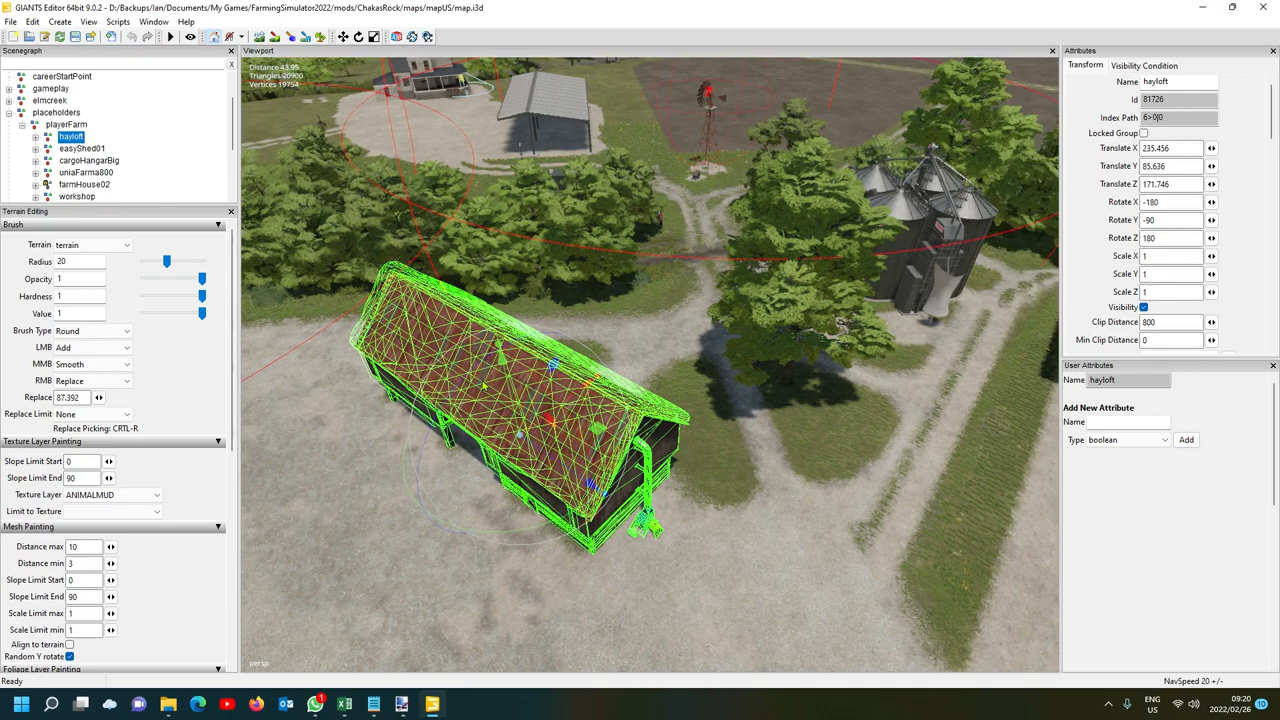 GIANTS Editor 64bit 9.0.2 - D:/Backups/Ian/Documents/My Games/FarmingSimulator2022/mods/ChakasRock/maps/mapUS/map.i3d
File Edit Create View Scripts Window Help
Scenegraph
X
careerStartPoint
gameplay
elmcreek
placeholders
playerFarm
hayloft
easyShed01
cargoHangarBig
uniaFarma800
farmHouse02
workshop
Terrain Editing
Brush
Terrain terrain
Radius 20
Opacity 1
Hardness 1
Value 1
Brush Type Round
LMB Add
MMB Smooth
RMB Replace
Replace 87.392
Replace Limit None
Replace Picking: CRTL-R
Texture Layer Painting
Slope Limit Start 0
Slope Limit End 90
Texture Layer ANIMALMUD
Limit to Texture
Mesh Painting
Distance max 10
Distance min 3
Slope Limit Start 0
Slope Limit End 90
Scale Limit max 1
Scale Limit min 1
Align to terrain
Random Y rotate
Foliage Layer Painting
Ready
Viewport
Distance 43.95
Triangles 20900
Vertices 19754
persp
Attributes
Transform Visibility Condition
Name hayloft
Id 81726
Index Path 6>0|0
Locked Group
Translate X 235.456
Translate Y 85.636
Translate Z 171.746
Rotate X -180
Rotate Y -90
Rotate Z 180
Scale X 1
Scale Y 1
Scale Z 1
Visibility
Clip Distance 800
Min Clip Distance 0
User Attributes
Name hayloft
Add New Attribute
Name
Type boolean Add
NavSpeed 20 +/-
1
ENG
US
09:20
2022/02/26
10